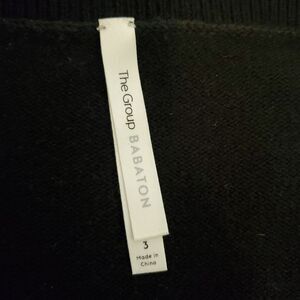 The Group
BABATON
3
Made in
China